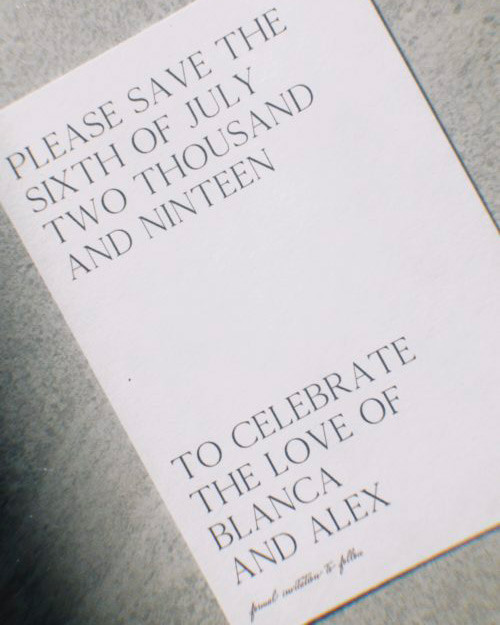 PLEASE SAVE THE
SIXTH OF JULY
TWO THOUSAND
AND NINTEEN
TO CELEBRATE
THE LOVE OF
BLANCA
AND ALEX
formal invitation to follow